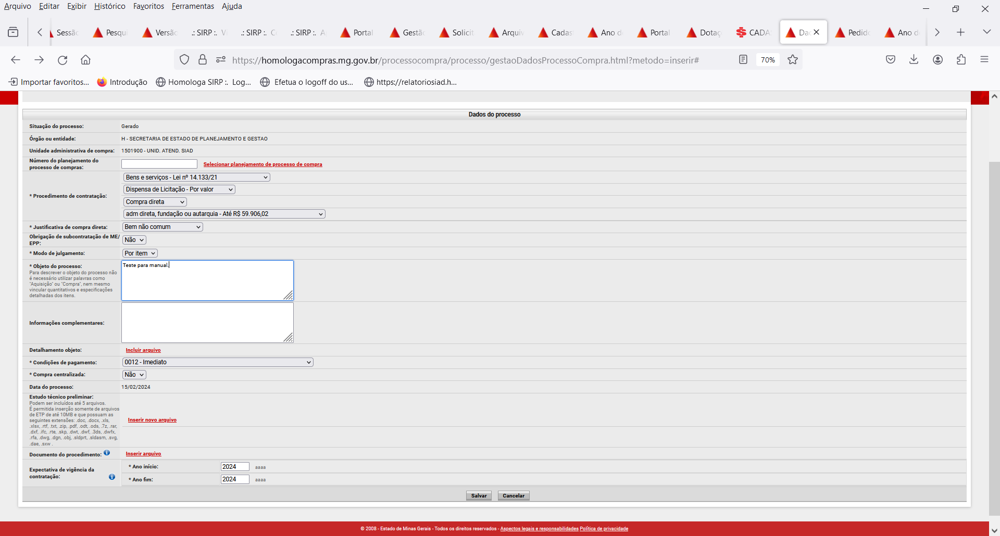 Arquivo Editar Exibir Histórico Favoritos Ferramentas Ajuda
Sessão Pesqui Versão .: SIRP :. Vi .: SIRP :. C .: SIRP :. A Portal Gestã Solicit Arquiv Cadas Ano d Portal Dotaç CADA Dad Pedido Ano d
https://homologacompras.mg.gov.br/processocompra/processo/gestaoDadosProcessoCompra.html?metodo=inserir# 70%
Importar favoritos... Introdução Homologa SIRP :. Log... Efetua o logoff do us... https://relatoriosiad.h...
Dados do processo
Situação do processo: Gerado
Órgão ou entidade: H - SECRETARIA DE ESTADO DE PLANEJAMENTO E GESTAO
Unidade administrativa de compra: 1501900 - UNID. ATEND. SIAD
Número do planejamento do
processo de compras: Selecionar planejamento de processo de compra
* Procedimento de contratação:
Bens e serviços - Lei nº 14.133/21
Dispensa de Licitação - Por valor
Compra direta
adm direta, fundação ou autarquia - Até R$ 59.906,02
* Justificativa de compra direta: Bem não comum
Obrigação de subcontratação de ME/
EPP: Não
* Modo de julgamento: Por item
* Objeto do processo: Teste para manual.
Para descrever o objeto do processo não
é necessário utilizar palavras como
"Aquisição" ou "Compra", nem mesmo
vincular quantitativos e especificações
detalhadas dos itens.
Informações complementares:
Detalhamento objeto: Incluir arquivo
* Condições de pagamento: 0012 - Imediato
* Compra centralizada: Não
Data do processo: 15/02/2024
Estudo técnico preliminar:
Podem ser incluídos até 5 arquivos.
É permitida inserção somente de arquivos
de ETP de até 10MB e que possuam as
seguintes extensões: .doc, .docx, .xls,
.xlsx, .rtf, .txt, .zip, .pdf, .odt, .ods, .7z, .rar,
.dxf, .ifc, .rte, .skp, .dwt, .dwf, .3ds, .dwfx,
.rfa, .dwg, .dgn, .obj, .sldprt, .sldasm, .svg,
.dae, .sxw .
Inserir novo arquivo
Documento do procedimento: Inserir arquivo
Expectativa de vigência da
contratação:
* Ano início: 2024 aaaa
* Ano fim: 2024 aaaa
Salvar Cancelar
© 2008 - Estado de Minas Gerais - Todos os direitos reservados - Aspectos legais e responsabilidades Política de privacidade